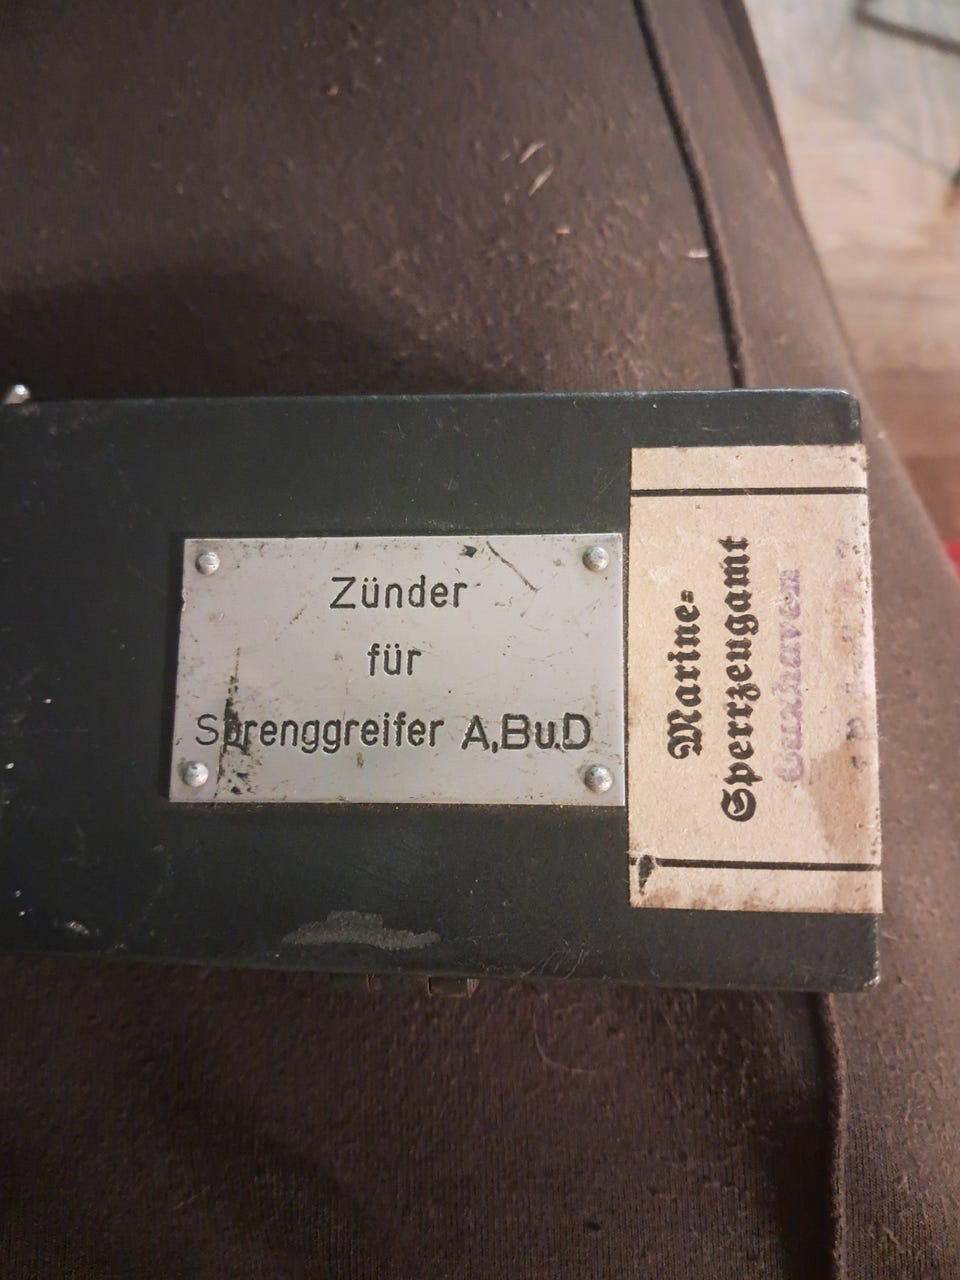 Zünder
für
Sprenggreifer A,Bu.D
Marine-
Sperrzeugamt
Cuxhaven